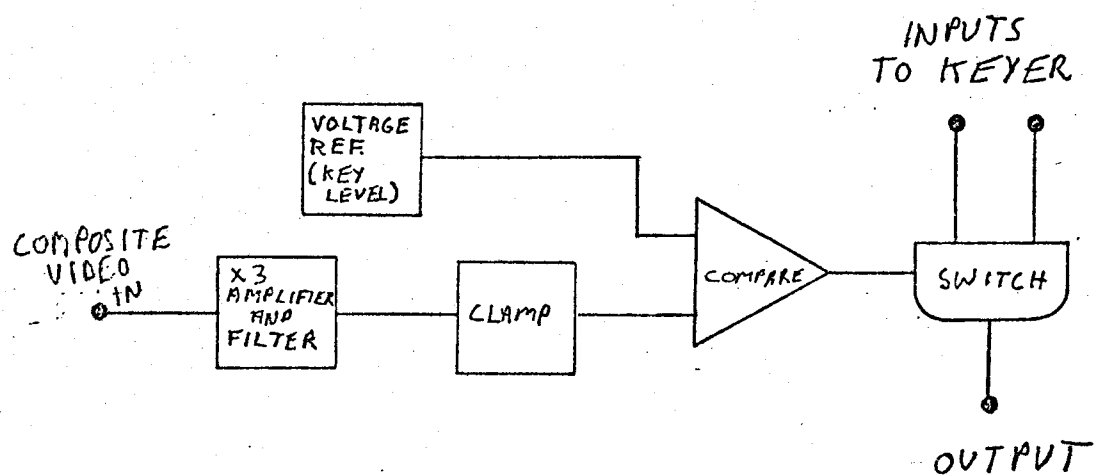 INPUTS
TO KEYER
VOLTAGE
REF.
(KEY
LEVEL)
COMPOSITE
VIDEO
IN
X3
AMPLIFIER
AND
FILTER
CLAMP
COMPARE
SWITCH
OUTPUT